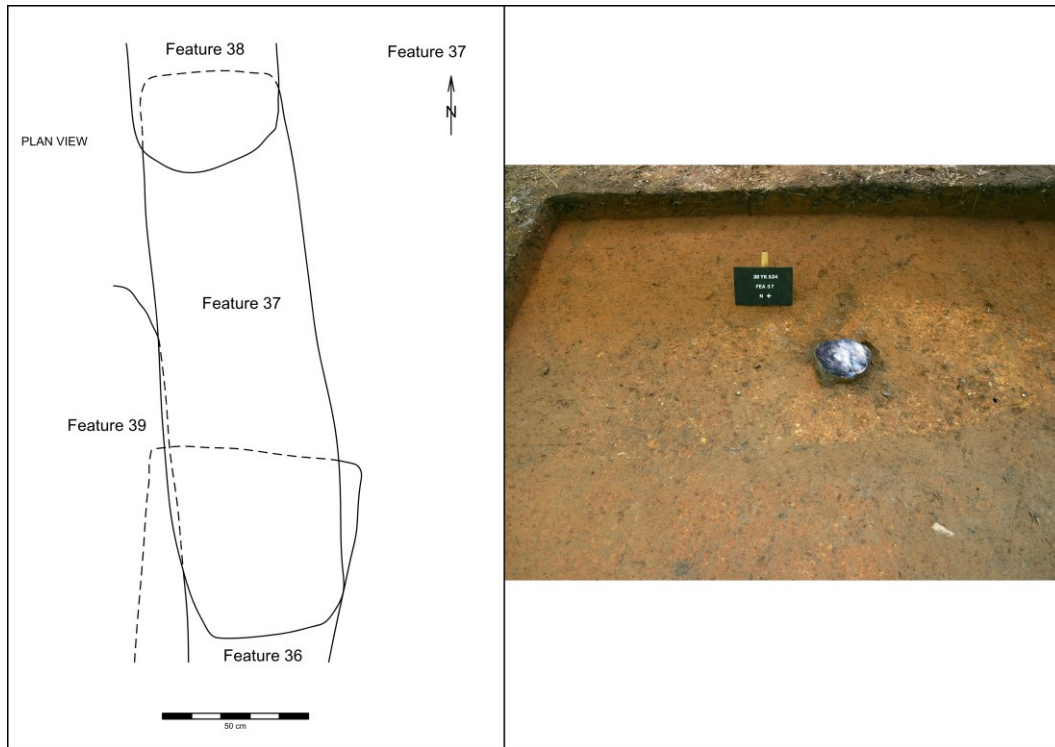 Feature 38
Feature 37
N
PLAN VIEW
Feature 37
Feature 39
Feature 36
50 cm
38 YK 534
FEA 37
N ←